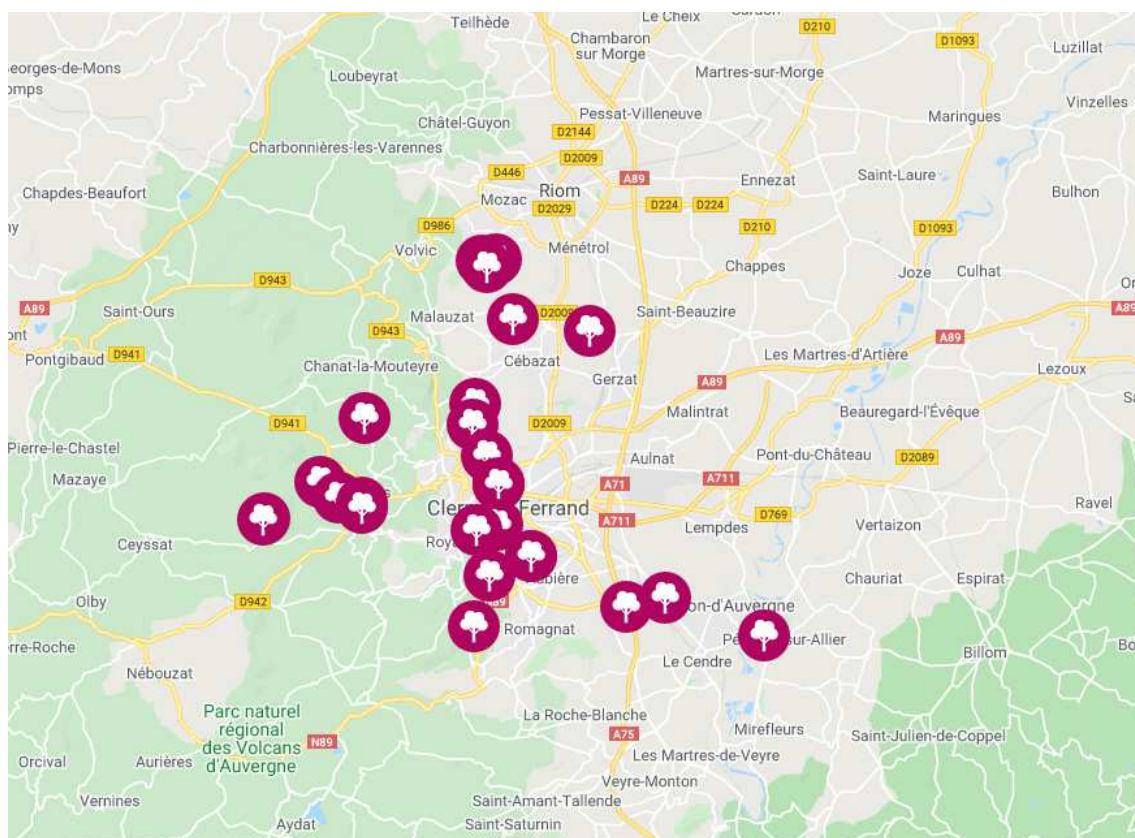 Teilhède
Le Cheix
D210
Chambaron
sur Morge
D1093
Luzillat
Loubeyrat
Martres-sur-Morge
Vinzelles
Pessat-Villeneuve
Châtel-Guyon
Maringues
D2144
Charbonnières-les-Varennes
D2009
D446
A89
Ennezat
Saint-Laure
Bulhon
Chapdes-Beaufort
Riom
Mozac
D2029
D224
D224
D210
D986
D1093
Volvic
Ménétrol
Chappes
Joze
Culhat
D943
A89
Saint-Ours
Malauzat
D2009
Saint-Beauzire
A89
D943
A89
Pontgibaud
D941
Chanat-la-Mouteyre
Cébazat
Les Martres-d'Artière
Lezoux
Gerzat
A89
Malintrat
Beauregard-l'Évêque
D941
D2009
Pierre-le-Chastel
Aulnat
Pont-du-Château
D2089
Mazaye
A71
A711
Ravel
Ferrand
A711
Lempdes
D769
Vertaizon
Ceyssat
Chauriat
Espirat
Olby
D942
on-d'Auvergne
Romagnat
sur-Allier
Billom
Le Cendre
Nébouzat
Parc naturel
régional
des Volcans
d'Auvergne
La Roche-Blanche
Mirefleurs
N89
A75
Saint-Julien-de-Coppel
Orcival
Aurières
Les Martres-de-Veyre
Veyre-Monton
Vernines
Saint-Amant-Tallende
Aydat
Saint-Saturnin